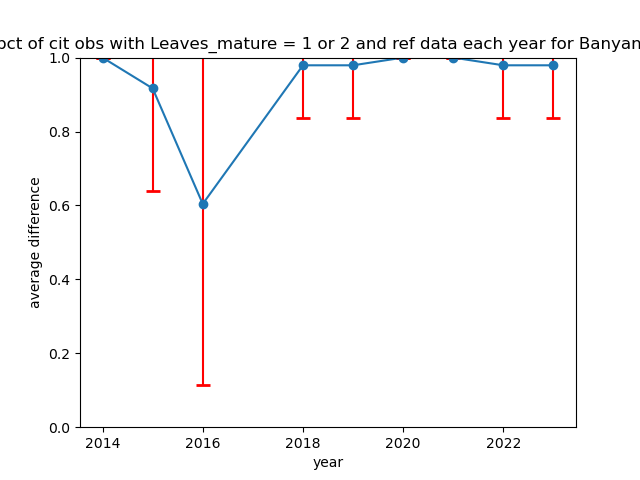 pct of cit obs with Leaves_mature = 1 or 2 and ref data each year for Banyan
1.0
0.8
0.6
0.4
0.2
0.0
average difference
2014 2016 2018 2020 2022
year